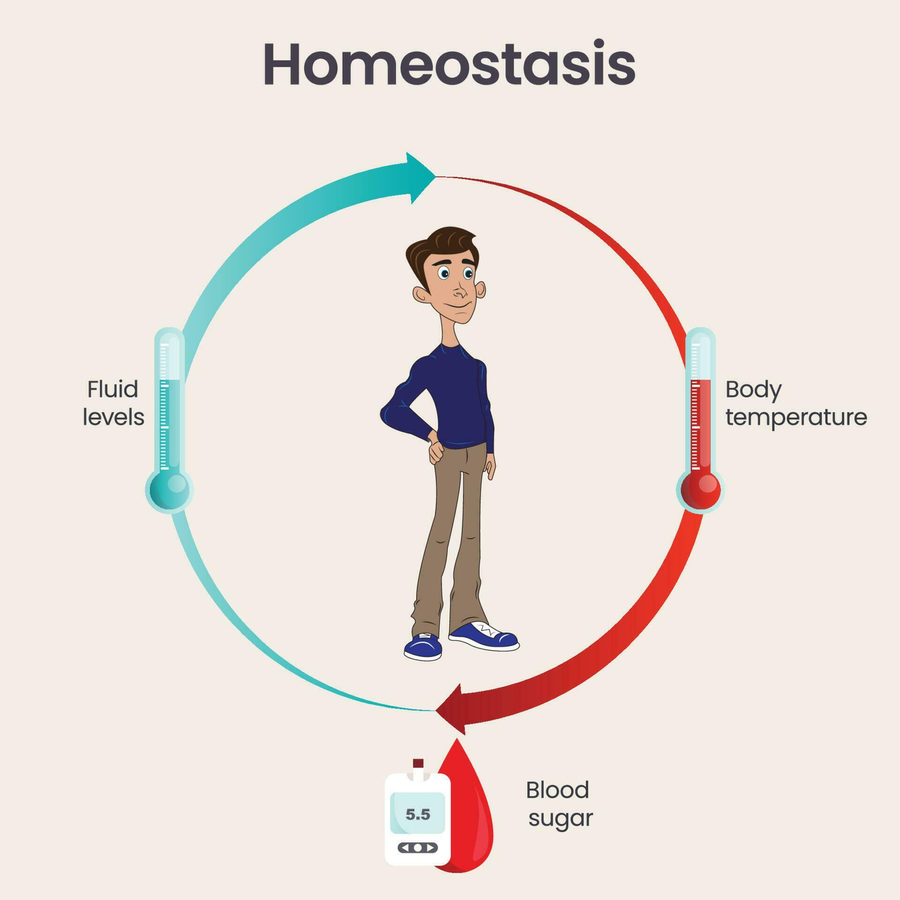 Homeostasis
Fluid
levels
Body
temperature
5.5
Blood
sugar